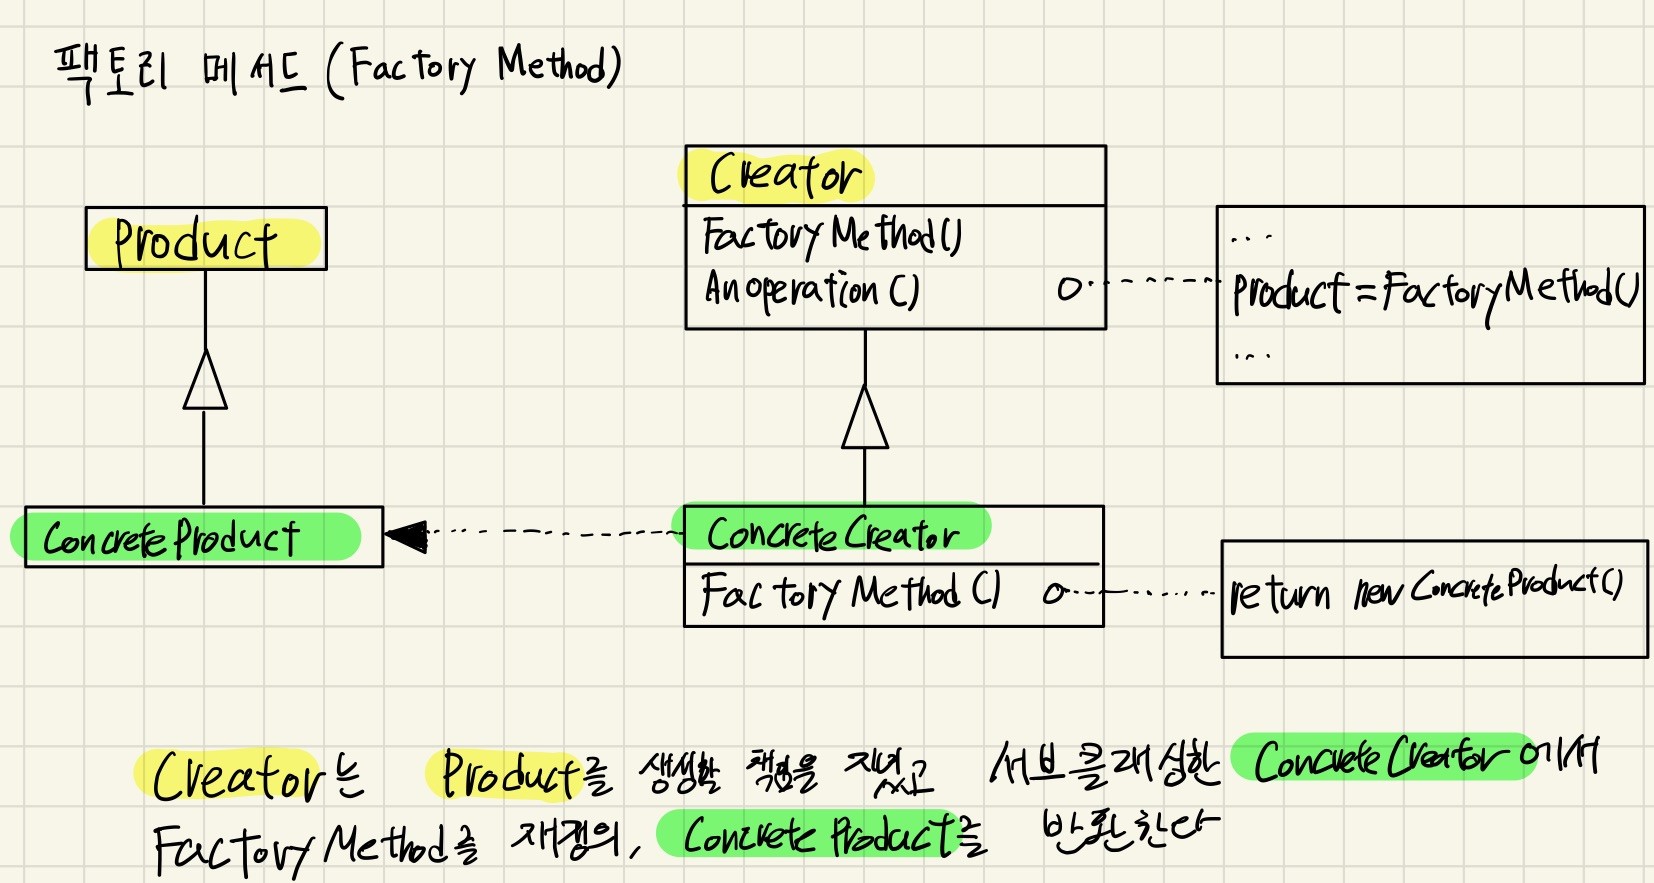 팩토리 메서드 (Factory Method)
Creator
Product
FactoryMethod()
Anoperation()
...
product = FactoryMethod()
...
ConcreteProduct
ConcreteCreator
FactoryMethod()
return new ConcreteProduct()
Creator는 Product를 생성할 책임을 지고 서브클래싱한 ConcreteCreator에서
FactoryMethod를 재정의, ConcreteProduct를 반환한다